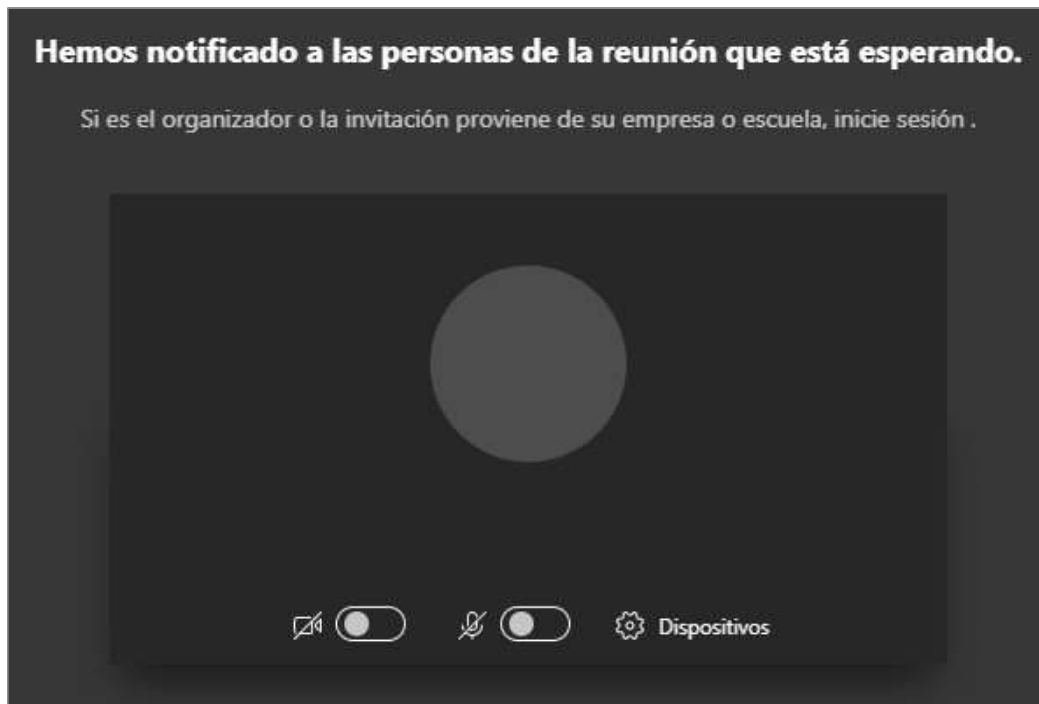 Hemos notificado a las personas de la reunión que está esperando.
Si es el organizador o la invitación proviene de su empresa o escuela, inicie sesión .
Dispositivos